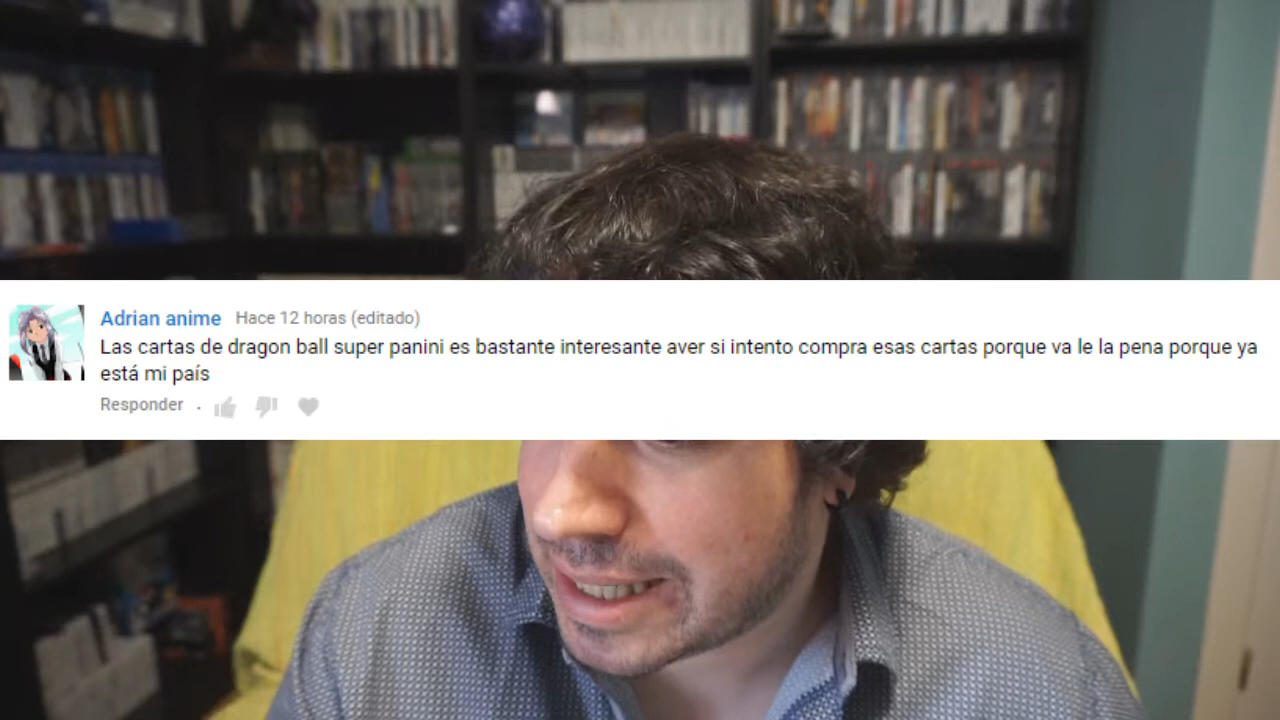 Adrian anime Hace 12 horas (editado)
Las cartas de dragon ball super panini es bastante interesante aver si intento compra esas cartas porque va le la pena porque ya
está mi país
Responder .